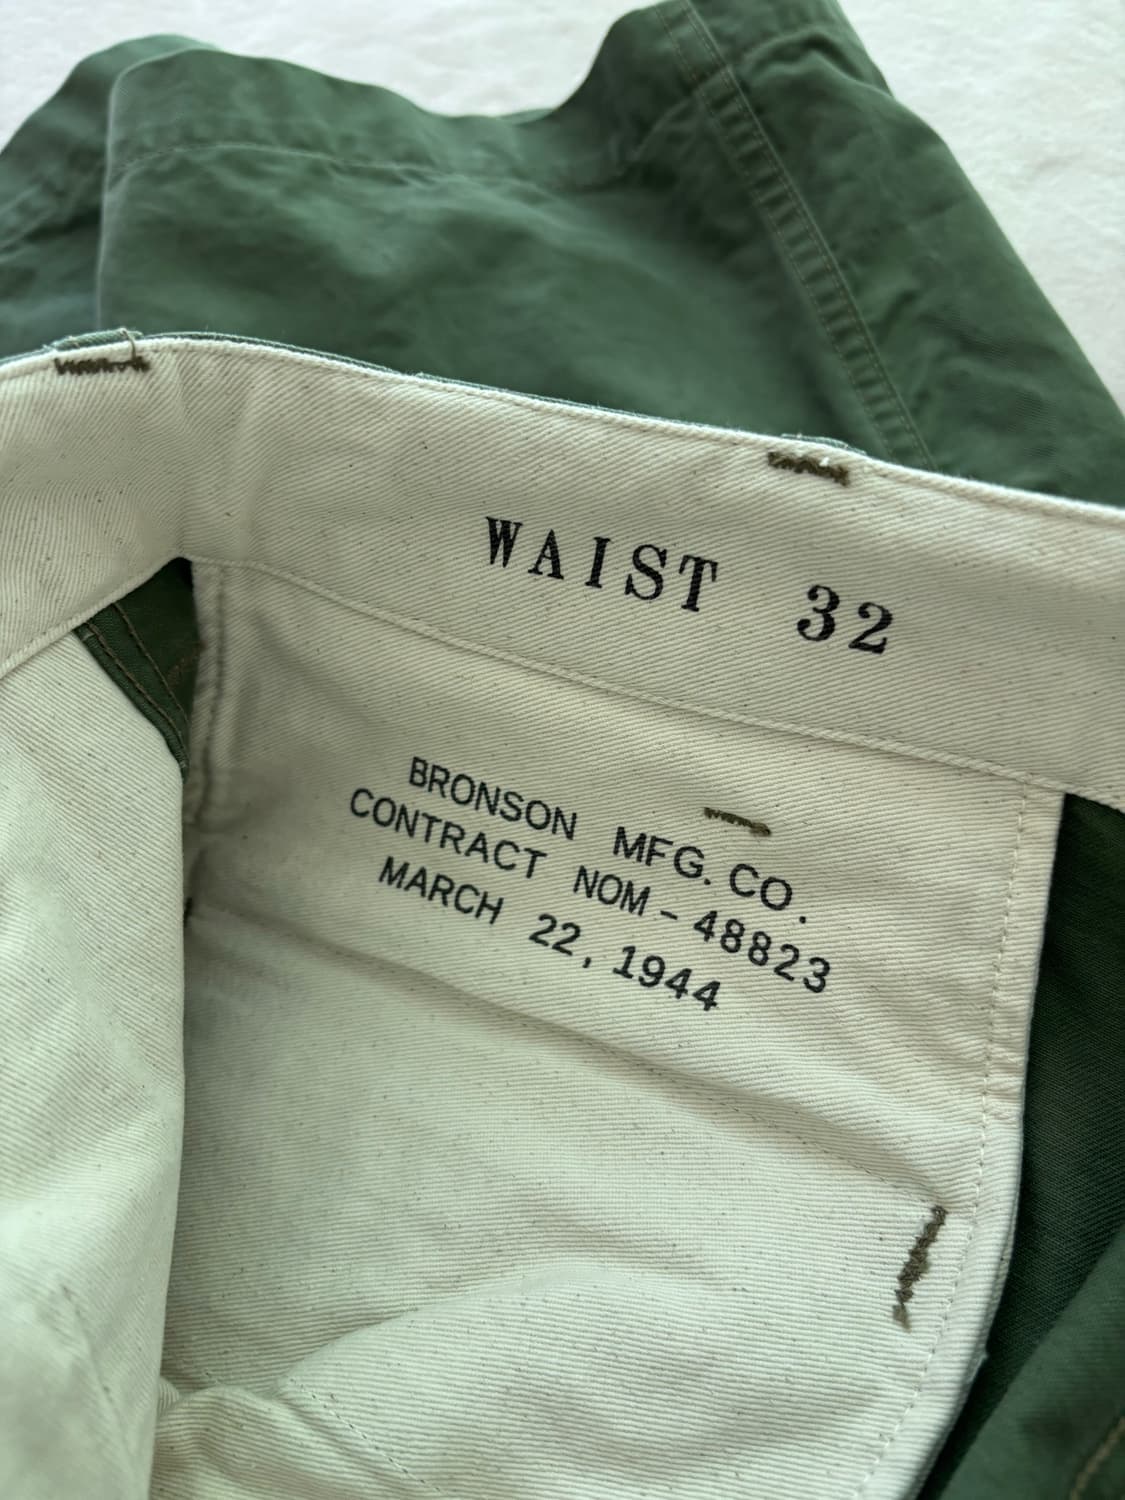 WAIST 32
BRONSON MFG. CO.
CONTRACT NOM - 48823
MARCH 22, 1944